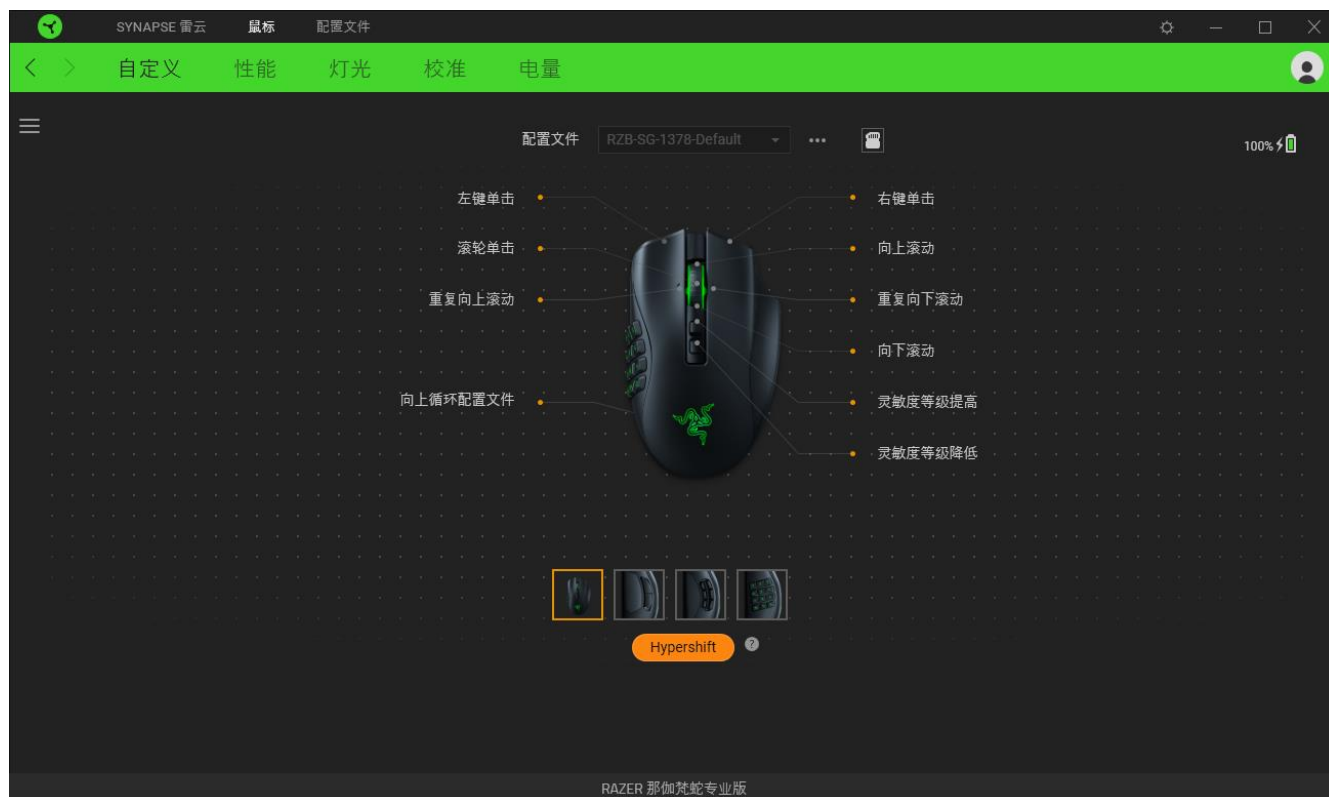 SYNAPSE 雷云 鼠标 配置文件
自定义 性能 灯光 校准 电量
配置文件 RZB-SG-1378-Default
100%
左键单击 右键单击
滚轮单击 向上滚动
重复向上滚动 重复向下滚动
向下滚动
向上循环配置文件 灵敏度等级提高
灵敏度等级降低
Hypershift ?
RAZER 那伽梵蛇专业版